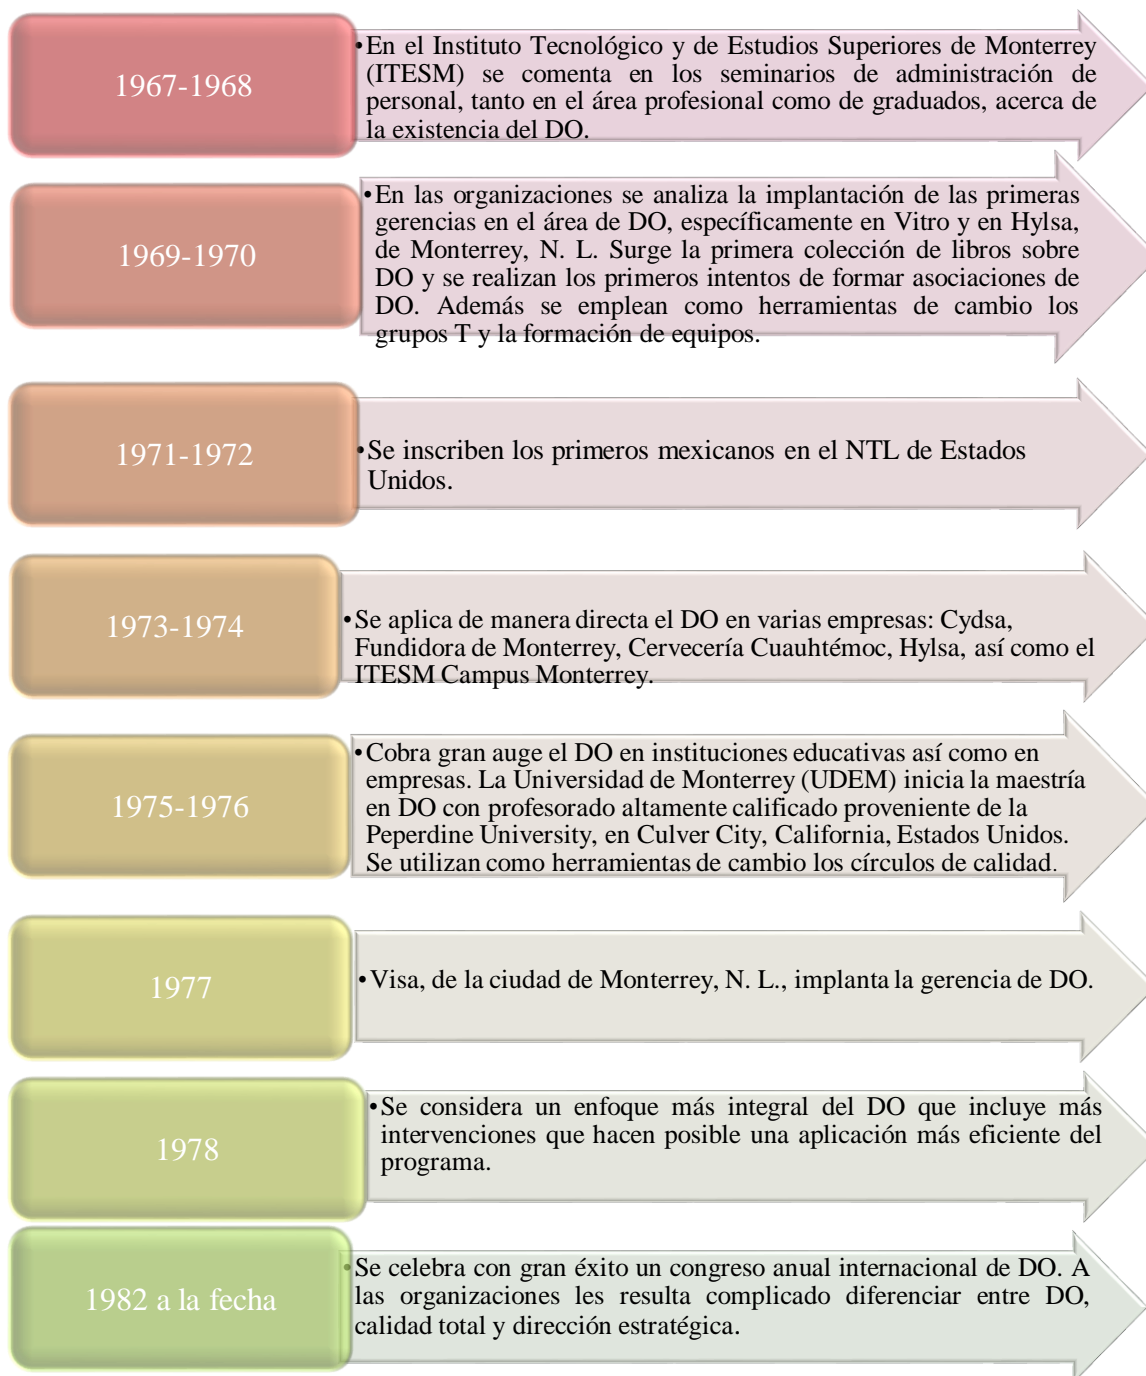 1967-1968
•En el Instituto Tecnológico y de Estudios Superiores de Monterrey
(ITESM) se comenta en los seminarios de administración de
personal, tanto en el área profesional como de graduados, acerca de
la existencia del DO.
1969-1970
•En las organizaciones se analiza la implantación de las primeras
gerencias en el área de DO, específicamente en Vitro y en Hylsa,
de Monterrey, N. L. Surge la primera colección de libros sobre
DO y se realizan los primeros intentos de formar asociaciones de
DO. Además se emplean como herramientas de cambio los
grupos T y la formación de equipos.
1971-1972
•Se inscriben los primeros mexicanos en el NTL de Estados
Unidos.
1973-1974
•Se aplica de manera directa el DO en varias empresas: Cydsa,
Fundidora de Monterrey, Cervecería Cuauhtémoc, Hylsa, así como el
ITESM Campus Monterrey.
1975-1976
•Cobra gran auge el DO en instituciones educativas así como en
empresas. La Universidad de Monterrey (UDEM) inicia la maestría
en DO con profesorado altamente calificado proveniente de la
Peperdine University, en Culver City, California, Estados Unidos.
Se utilizan como herramientas de cambio los círculos de calidad.
1977
•Visa, de la ciudad de Monterrey, N. L., implanta la gerencia de DO.
1978
•Se considera un enfoque más integral del DO que incluye más
intervenciones que hacen posible una aplicación más eficiente del
programa.
1982 a la fecha
•Se celebra con gran éxito un congreso anual internacional de DO. A
las organizaciones les resulta complicado diferenciar entre DO,
calidad total y dirección estratégica.